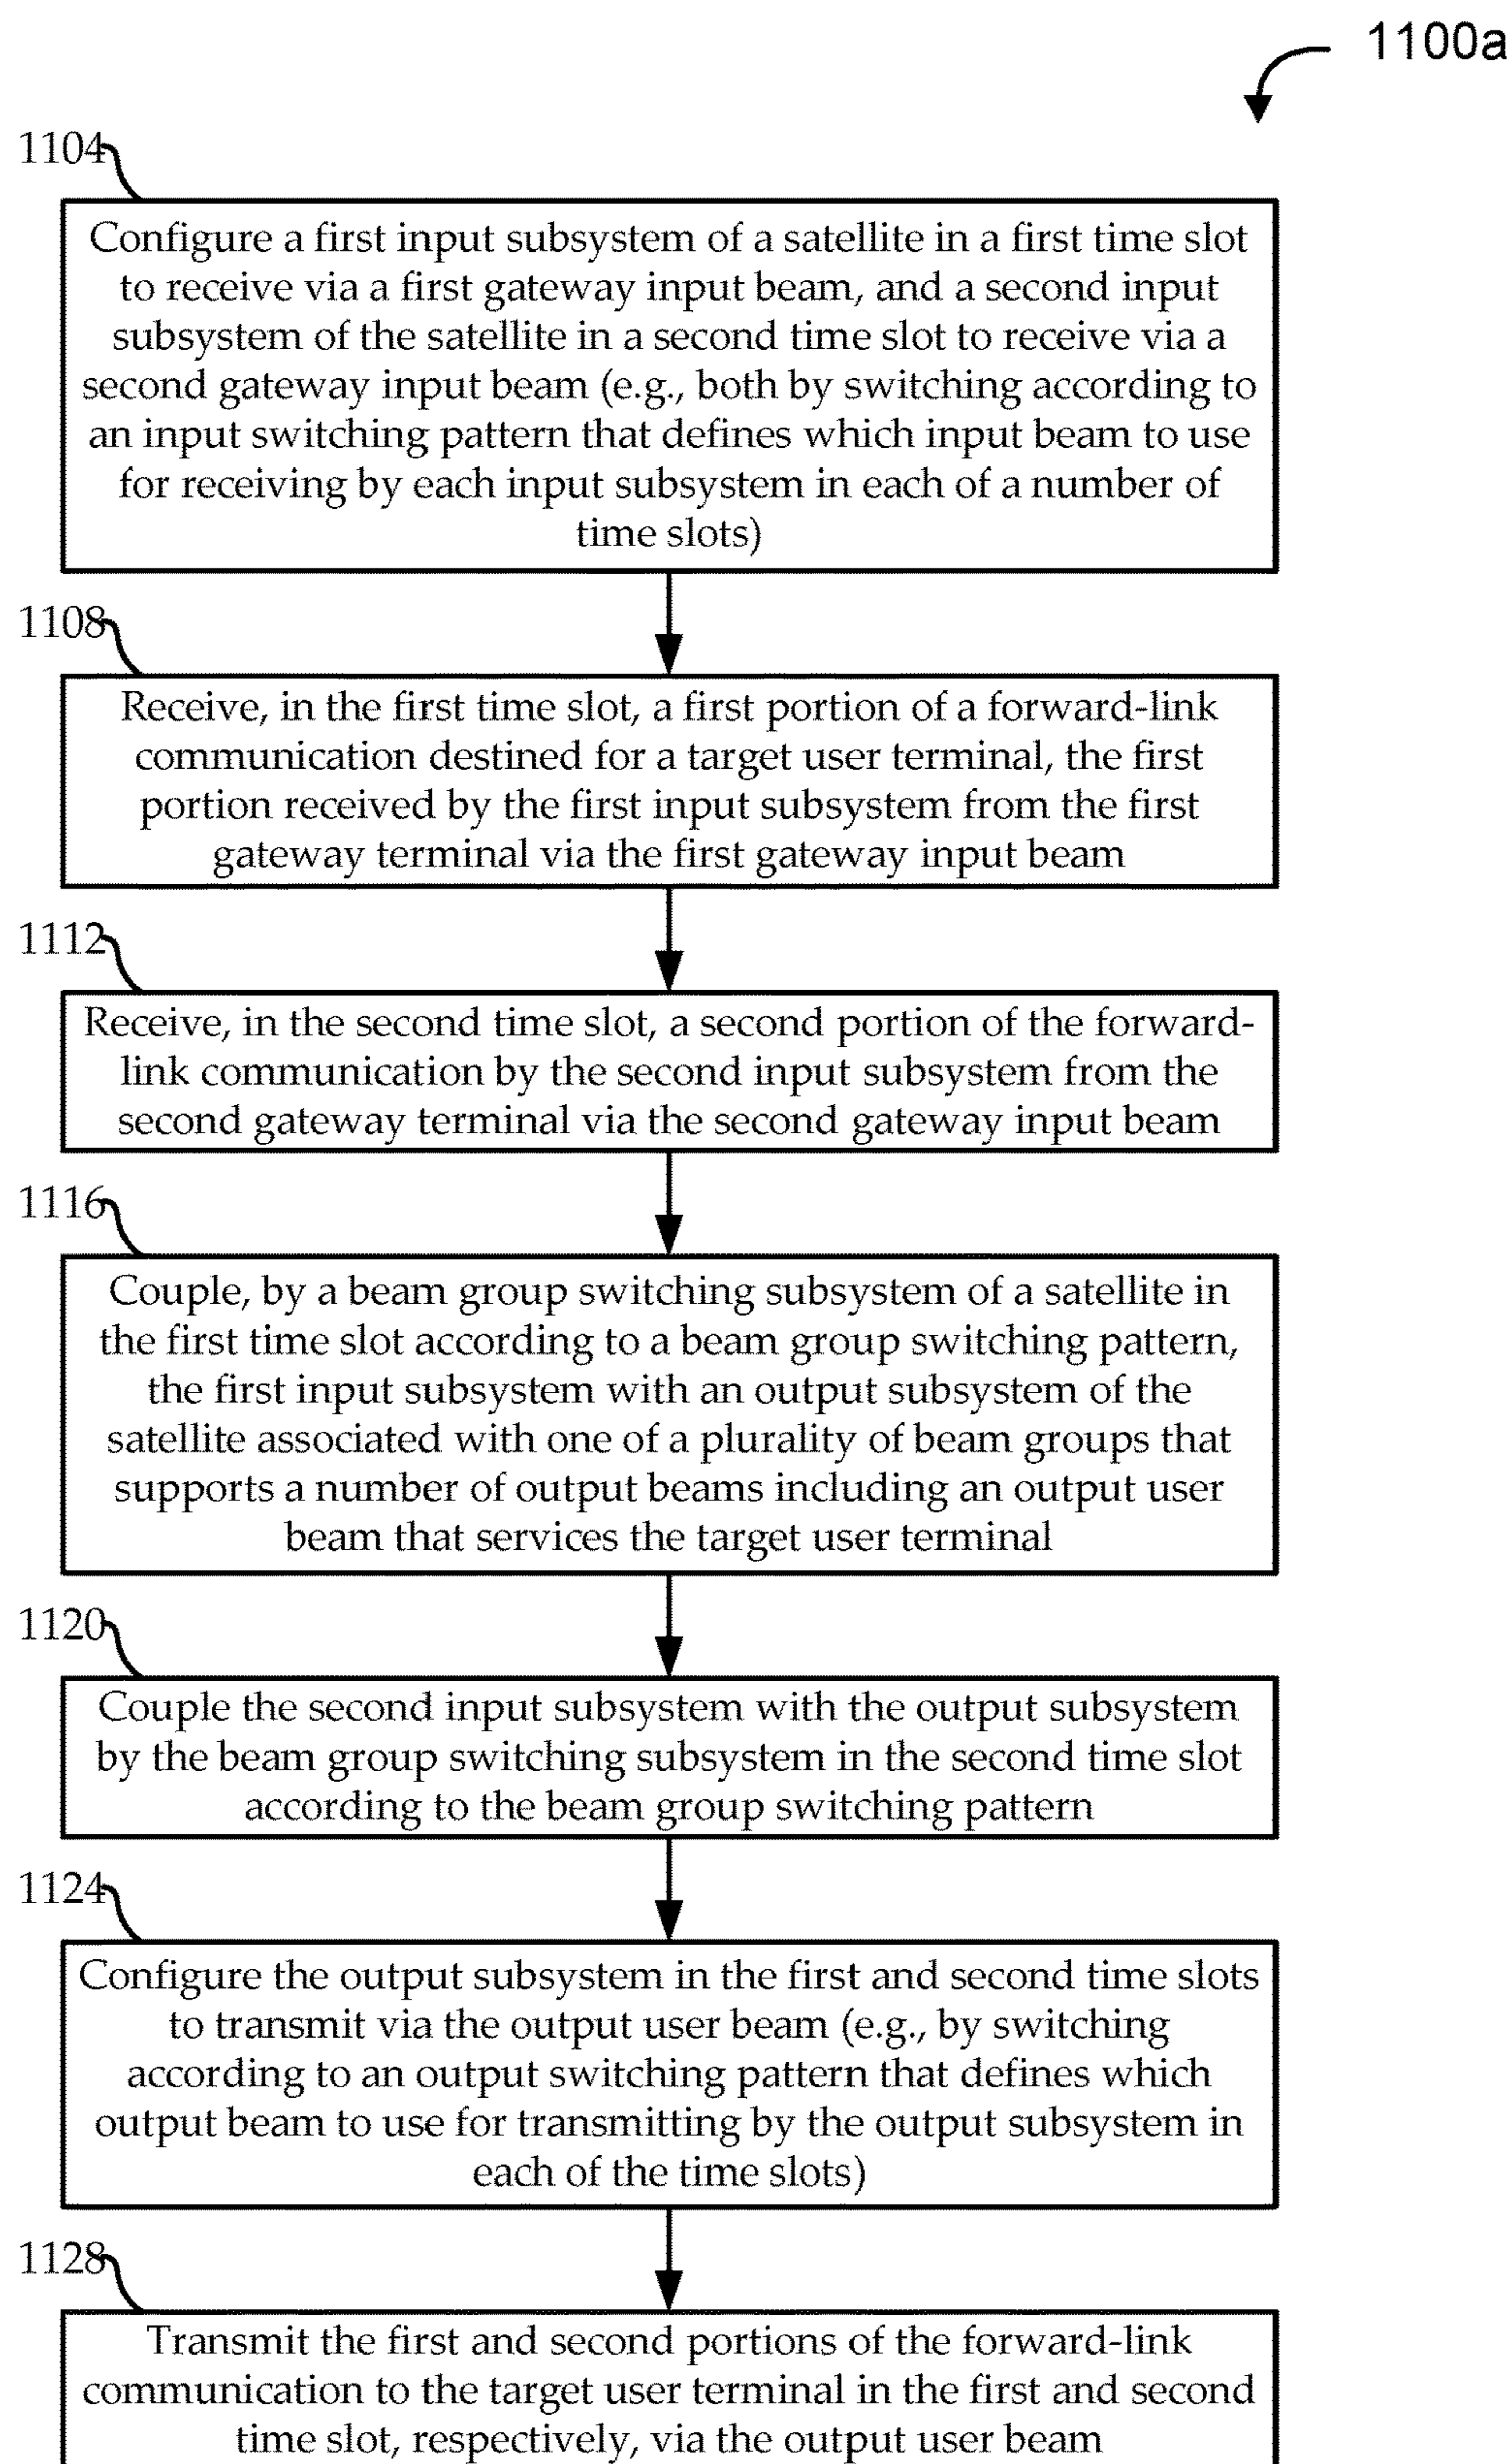 1100a
1104
Configure a first input subsystem of a satellite in a first time slot
to receive via a first gateway input beam, and a second input
subsystem of the satellite in a second time slot to receive via a
second gateway input beam (e.g., both by switching according to
an input switching pattern that defines which input beam to use
for receiving by each input subsystem in each of a number of
time slots)
1108
Receive, in the first time slot, a first portion of a forward-link
communication destined for a target user terminal, the first
portion received by the first input subsystem from the first
gateway terminal via the first gateway input beam
1112
Receive, in the second time slot, a second portion of the forward-
link communication by the second input subsystem from the
second gateway terminal via the second gateway input beam
1116
Couple, by a beam group switching subsystem of a satellite in
the first time slot according to a beam group switching pattern,
the first input subsystem with an output subsystem of the
satellite associated with one of a plurality of beam groups that
supports a number of output beams including an output user
beam that services the target user terminal
1120
Couple the second input subsystem with the output subsystem
by the beam group switching subsystem in the second time slot
according to the beam group switching pattern
1124
Configure the output subsystem in the first and second time slots
to transmit via the output user beam (e.g., by switching
according to an output switching pattern that defines which
output beam to use for transmitting by the output subsystem in
each of the time slots)
1128
Transmit the first and second portions of the forward-link
communication to the target user terminal in the first and second
time slot, respectively, via the output user beam